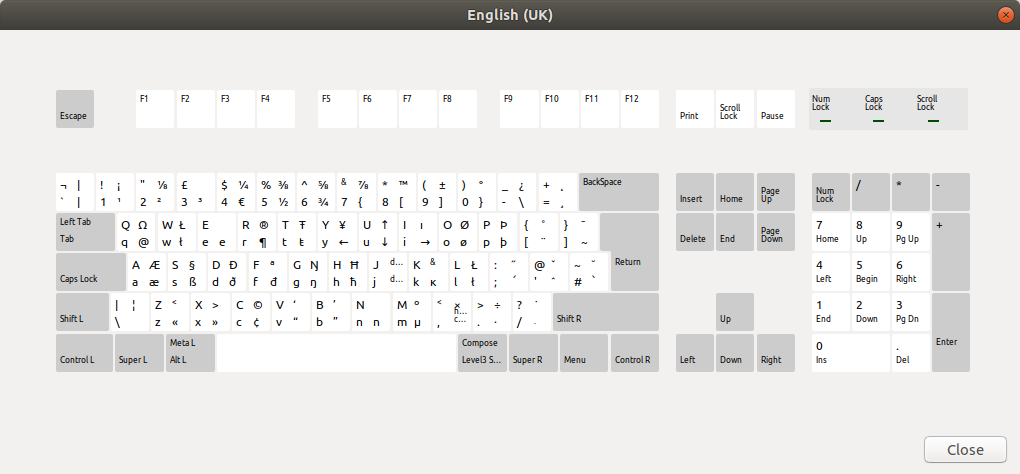 English (UK)
Escape F1 F2 F3 F4 F5 F6 F7 F8 F9 F10 F11 F12 Print Scroll Lock Pause Num Lock Caps Lock Scroll Lock
¬ | ! ¡ " ⅛ £ $ ¼ % ⅜ ^ ⅝ & ⅞ * ™ ( ± ) ° _ ¿ + BackSpace Insert Home Page Up Num Lock / * -
` | 1 ¹ 2 ² 3 ³ 4 € 5 ½ 6 ¾ 7 { 8 [ 9 ] 0 } - \ = ¸
Left Tab Q Ω W Ł E R ® T Ŧ Y ¥ U ↑ I ı O Ø P Þ { ° } ¯ 7 8 9 +
Tab q @ w ł e e r ¶ t ŧ y ← u ↓ i → o ø p þ [ ¨ ] ~ Delete End Page Down Home Up Pg Up
A Æ S § D Ð F ª G Ŋ H Ħ J d... K & L Ł : ˝ @ ˇ ~ ˘ Return 4 5 6
Caps Lock a æ s ß d ð f đ g ŋ h ħ j d... k ĸ l ł ; ´ ' ^ # ` Left Begin Right
| ¦ Z < X > C © V ‘ B ’ N M º < × > ÷ ? ˙ 1 2 3
Shift L \ z « x » c ¢ v “ b ” n n m µ , h... c... . · / Shift R Up End Down Pg Dn Enter
Meta L Compose 0 .
Control L Super L Alt L Level3 S... Super R Menu Control R Left Down Right Ins Del
Close